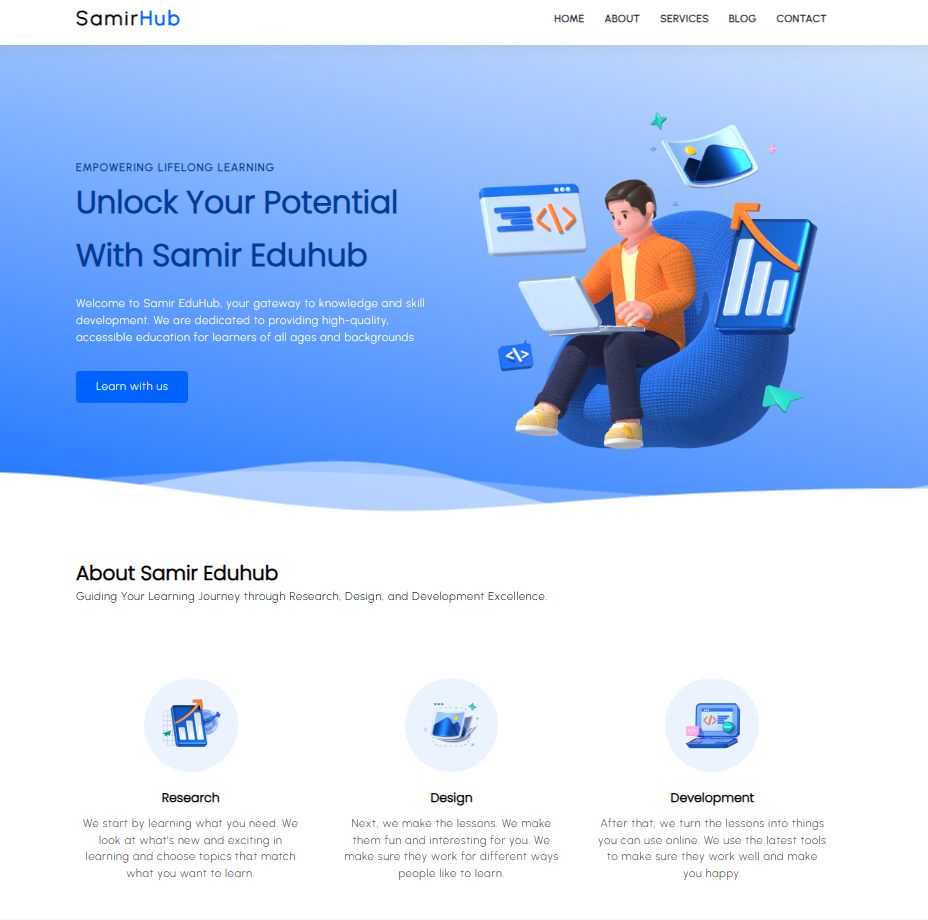 SamirHub
HOME ABOUT SERVICES BLOG CONTACT
EMPOWERING LIFELONG LEARNING
Unlock Your Potential
With Samir Eduhub
Welcome to Samir EduHub, your gateway to knowledge and skill
development. We are dedicated to providing high-quality,
accessible education for learners of all ages and backgrounds
Learn with us
</>
</>
About Samir Eduhub
Guiding Your Learning Journey through Research, Design, and Development Excellence.
</>
Research
We start by learning what you need. We
look at what's new and exciting in
learning and choose topics that match
what you want to learn.
Design
Next, we make the lessons. We make
them fun and interesting for you. We
make sure they work for different ways
people like to learn.
Development
After that, we turn the lessons into things
you can use online. We use the latest tools
to make sure they work well and make
you happy.